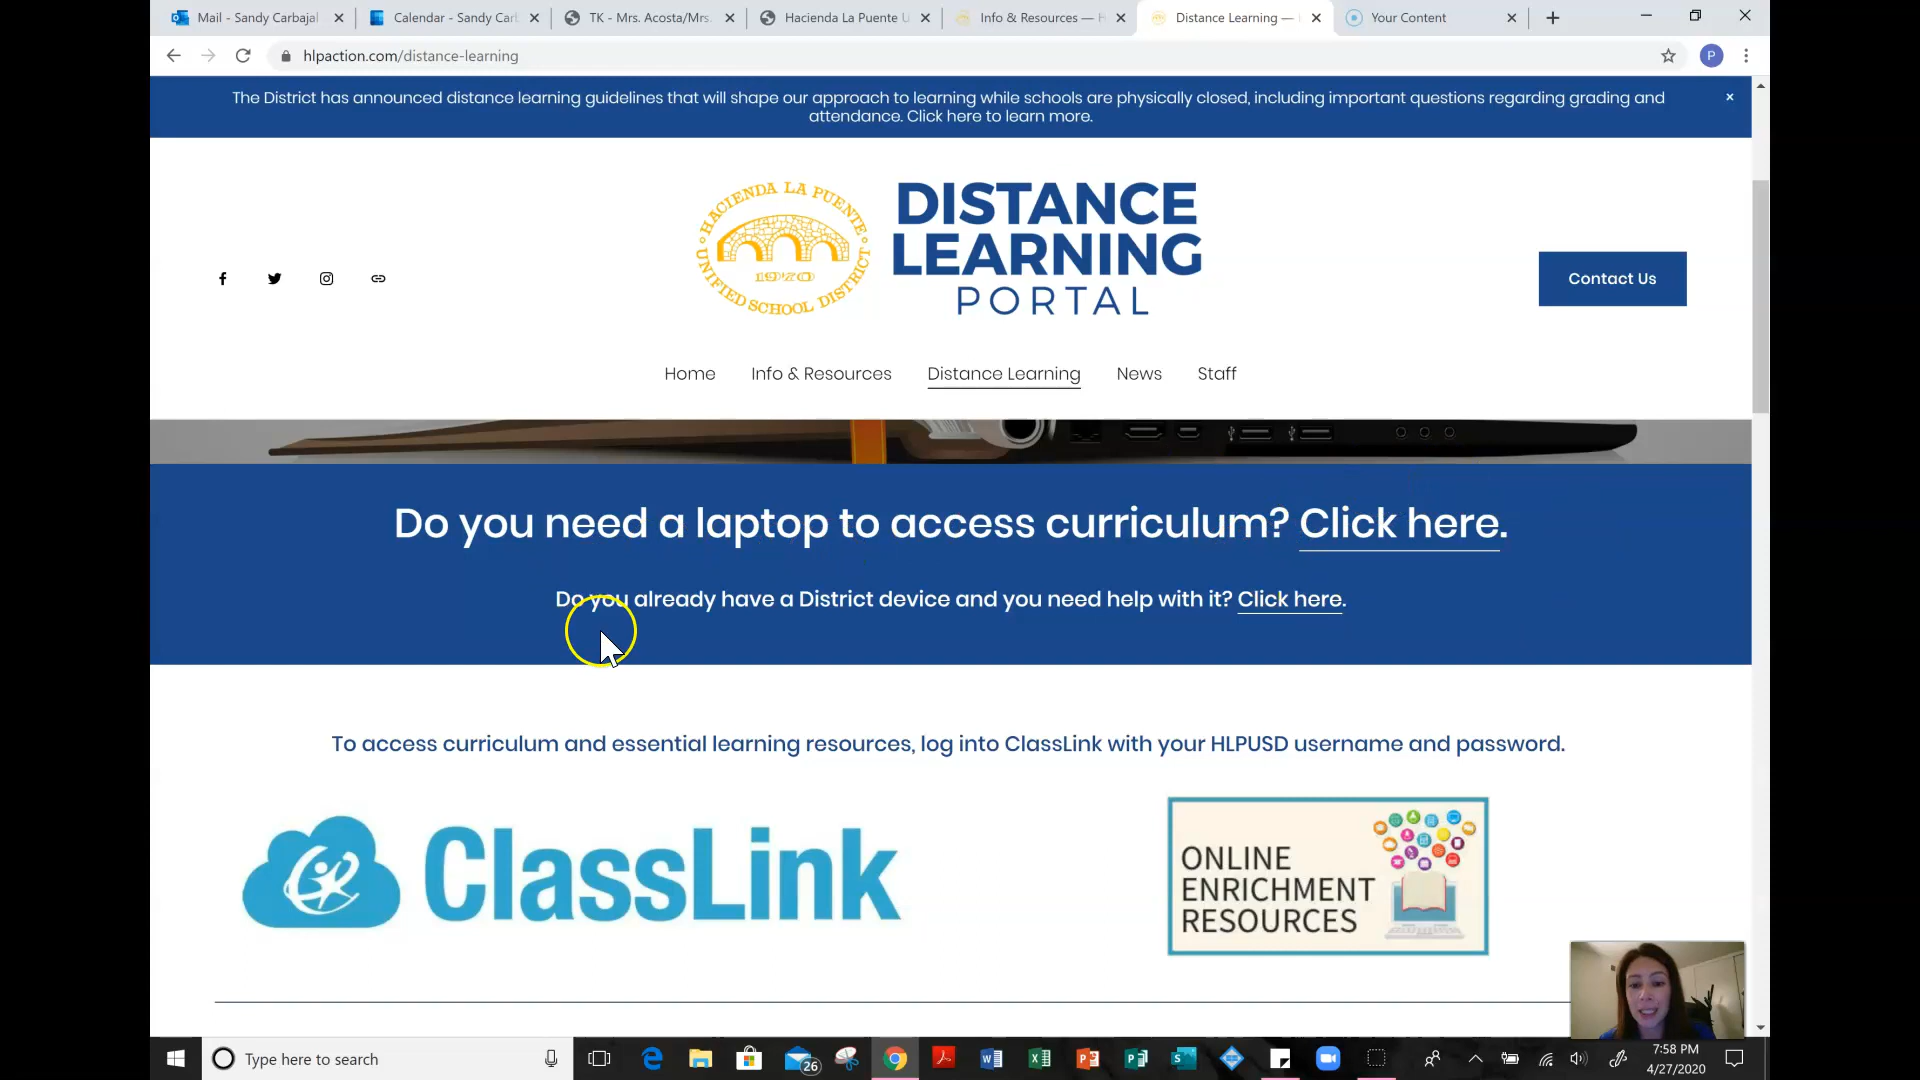 Mail - Sandy Carbajal
Calendar - Sandy Car
TK - Mrs. Acosta/Mrs.
Hacienda La Puente U
Info & Resources — H
Distance Learning —
Your Content
hlpaction.com/distance-learning
P
The District has announced distance learning guidelines that will shape our approach to learning while schools are physically closed, including important questions regarding grading and
attendance. Click here to learn more.
HACIENDA LA PUENTE
UNIFIED SCHOOL DISTRICT
1920
DISTANCE
LEARNING
PORTAL
Contact Us
Home
Info & Resources
Distance Learning
News
Staff
Do you need a laptop to access curriculum? Click here.
Do you already have a District device and you need help with it? Click here.
To access curriculum and essential learning resources, log into ClassLink with your HLPUSD username and password.
ClassLink
ONLINE
ENRICHMENT
RESOURCES
Type here to search
26
7:58 PM
4/27/2020